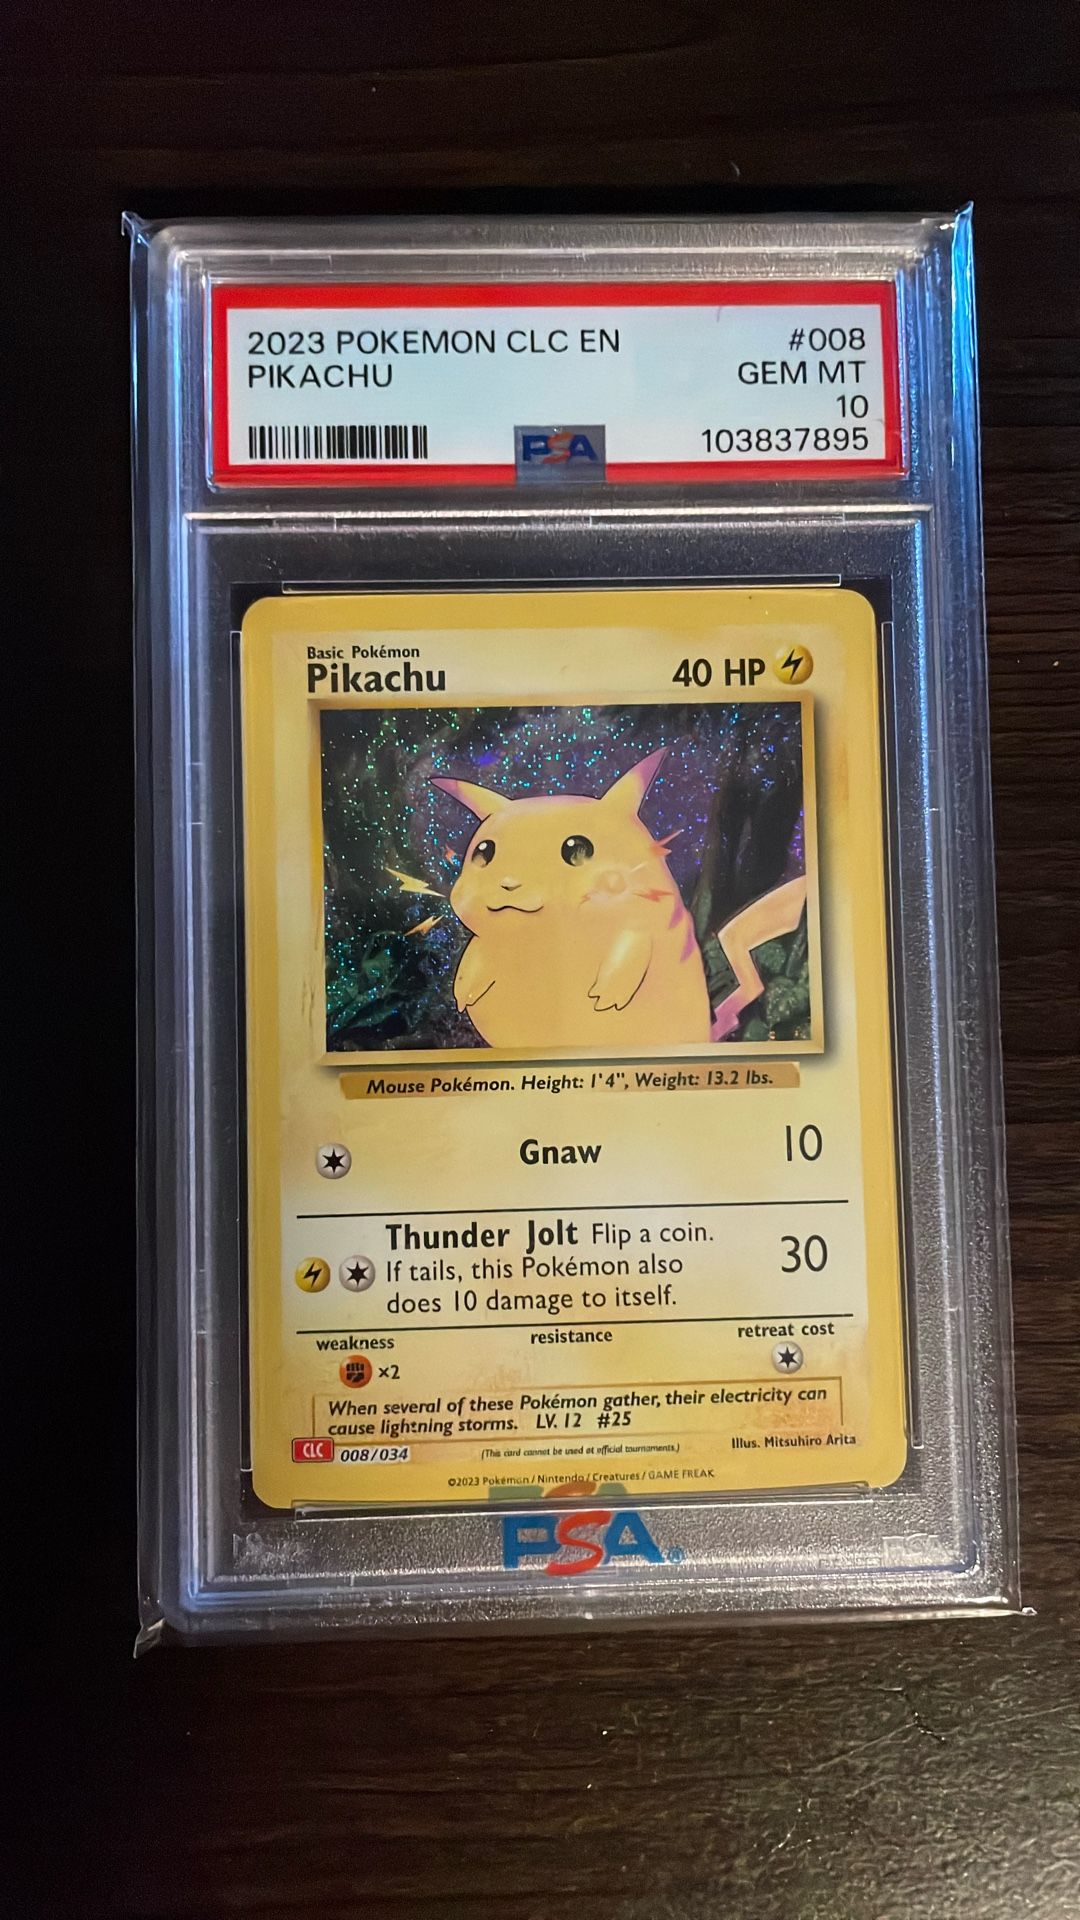 2023 POKEMON CLC EN
#008
PIKACHU
GEM MT
10
PSA
103837895
Basic Pokémon
Pikachu
40 HP
Mouse Pokémon. Height: 1'4", Weight: 13.2 lbs.
Gnaw
10
Thunder Jolt Flip a coin.
If tails, this Pokémon also
does 10 damage to itself.
30
weakness
resistance
retreat cost
×2
When several of these Pokémon gather, their electricity can
cause lightning storms. LV. 12 #25
CLC 008/034
(This card cannot be used at official tournaments.)
Illus. Mitsuhiro Arita
©2023 Pokémon / Nintendo / Creatures / GAME FREAK
PSA®